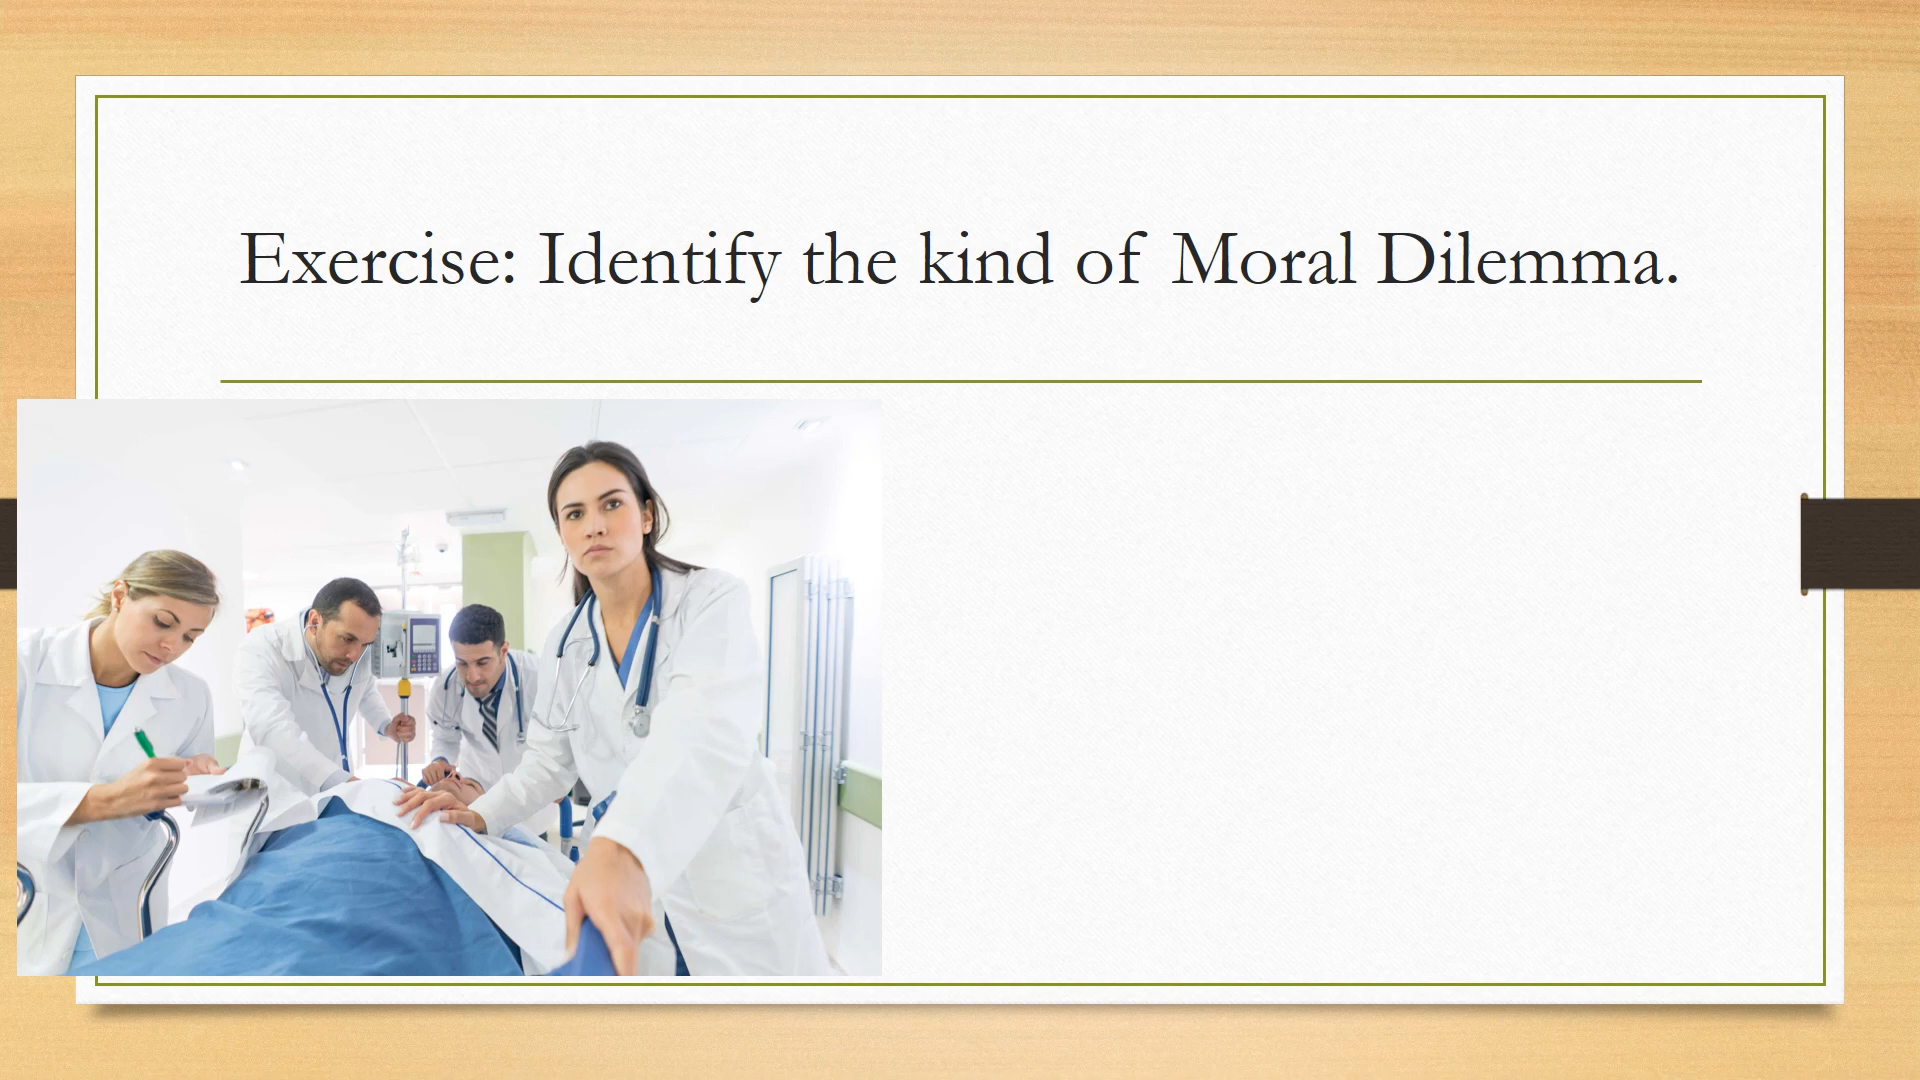 Exercise: Identify the kind of Moral Dilemma.